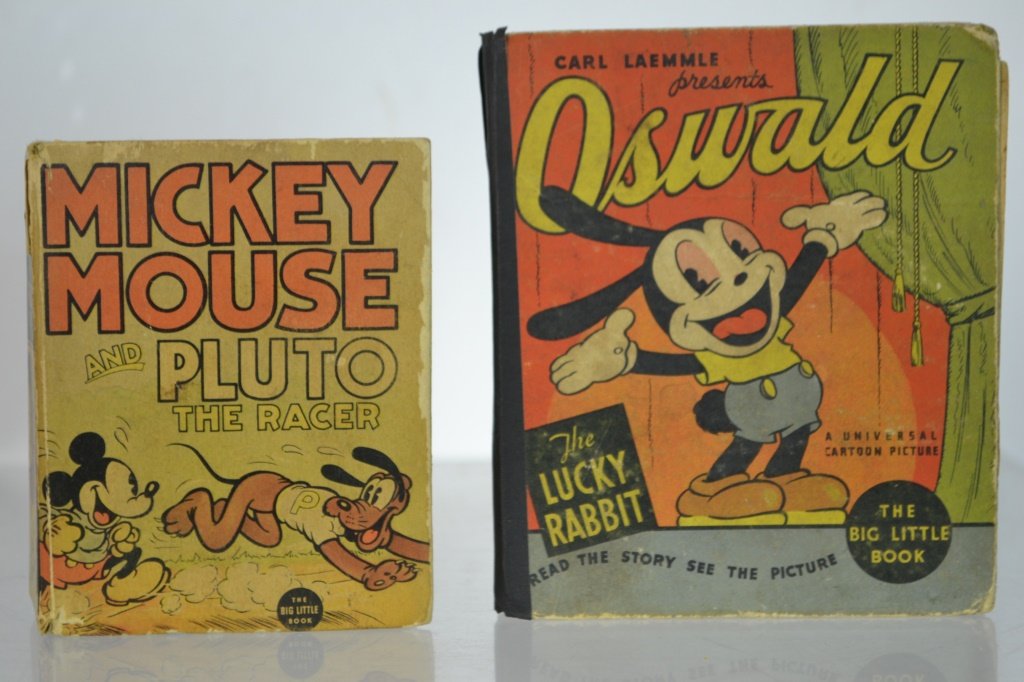 MICKEY
MOUSE
AND PLUTO
THE RACER
P
THE
BIG LITTLE
BOOK
CARL LAEMMLE
presents
Oswald
The
LUCKY
RABBIT
A UNIVERSAL
CARTOON PICTURE
THE
BIG LITTLE
BOOK
READ THE STORY SEE THE PICTURE